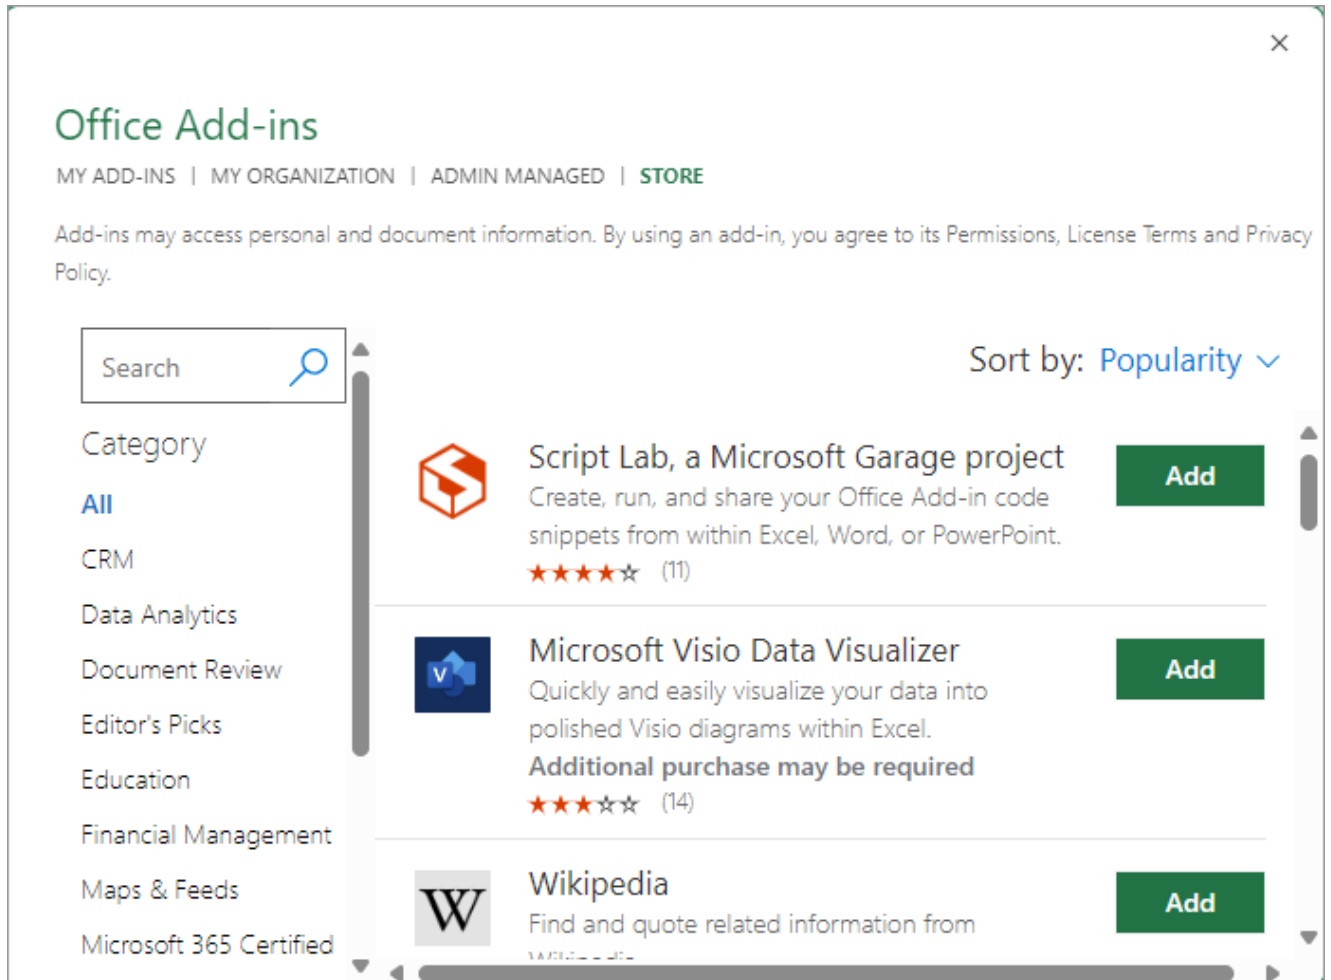 Office Add-ins
MY ADD-INS | MY ORGANIZATION | ADMIN MANAGED | STORE
Add-ins may access personal and document information. By using an add-in, you agree to its Permissions, License Terms and Privacy
Policy.
Search
Category
All
CRM
Data Analytics
Document Review
Editor's Picks
Education
Financial Management
Maps & Feeds
Microsoft 365 Certified
Sort by: Popularity
Script Lab, a Microsoft Garage project
Create, run, and share your Office Add-in code
snippets from within Excel, Word, or PowerPoint.
(11)
Add
V
Microsoft Visio Data Visualizer
Quickly and easily visualize your data into
polished Visio diagrams within Excel.
Additional purchase may be required
(14)
Add
W
Wikipedia
Find and quote related information from
Wikipedia
Add